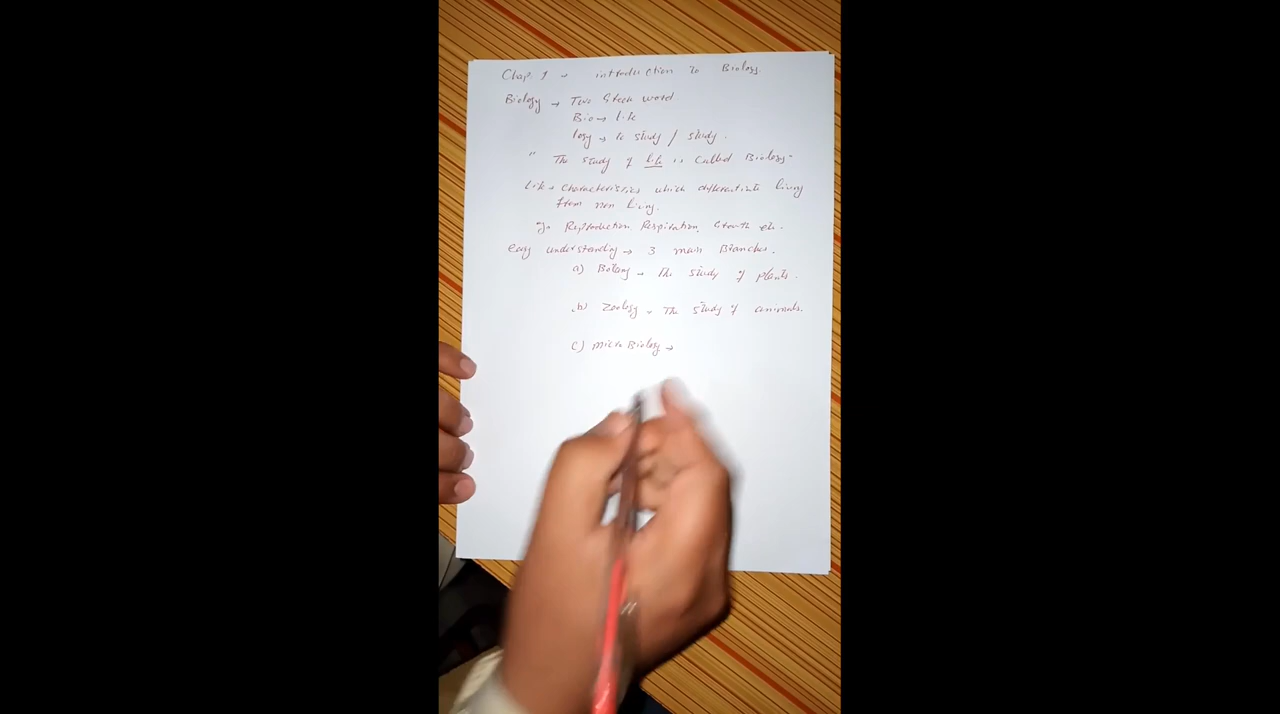 Chap. 1 → introduction to Biology.
Biology → Two Greek word.
Bio → life
logy → to study / study.
" The study of life is called Biology"
Life → characteristics which differentiate living
from non living.
Reproduction, Respiration, Growth etc.
easy understanding → 3 main Branches.
a) Botany → The study of plants.
b) Zoology → The study of animals.
c) micro Biology →